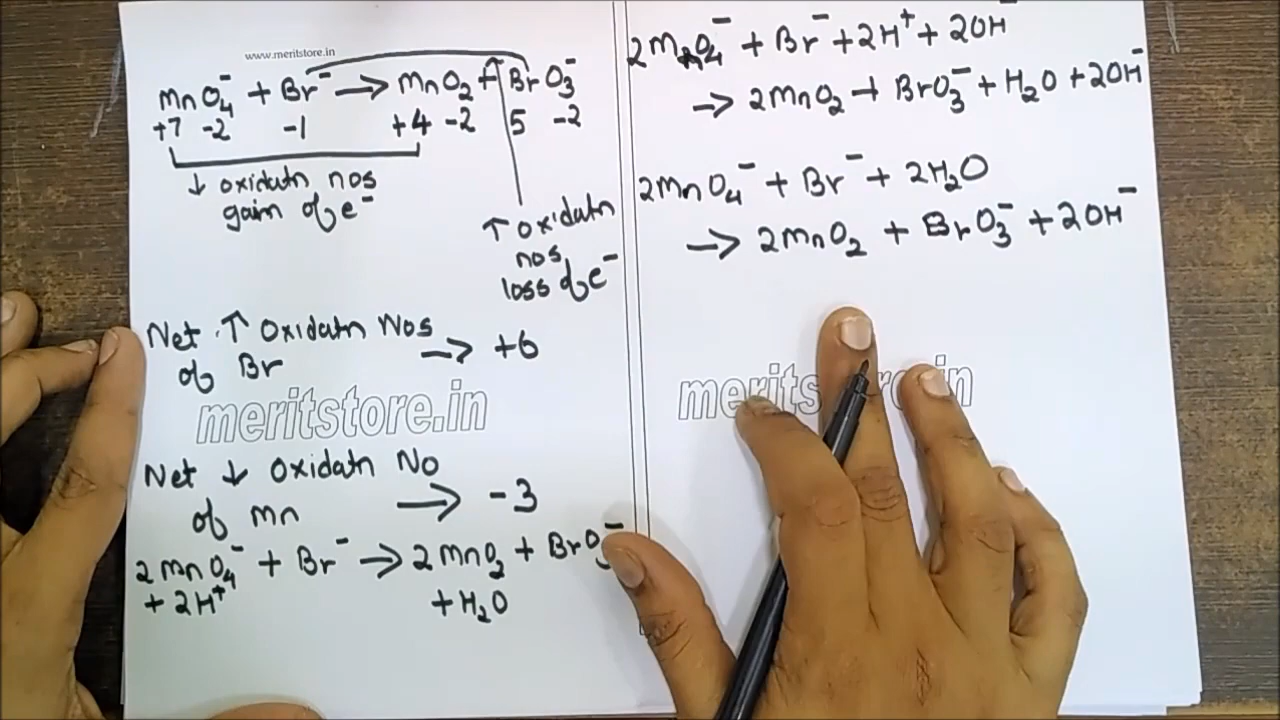 www.meritstore.in
MnO₄⁻ + Br⁻ → MnO₂ + BrO₃⁻
+7 -2 -1 +4 -2 5 -2
↓ oxidatn nos
gain of e⁻
↑ oxidatn
nos
loss of e⁻
Net ↑ Oxidatn Nos
of Br → +6
meritstore.in
Net ↓ Oxidatn No
of Mn → -3
2MnO₄⁻ + Br⁻ → 2MnO₂ + BrO₃⁻
+ 2H⁺ + H₂O
2MnO₄⁻ + Br⁻ + 2H⁺ + 2OH⁻
→ 2MnO₂ + BrO₃⁻ + H₂O + 2OH⁻
2MnO₄⁻ + Br⁻ + 2H₂O
→ 2MnO₂ + BrO₃⁻ + 2OH⁻